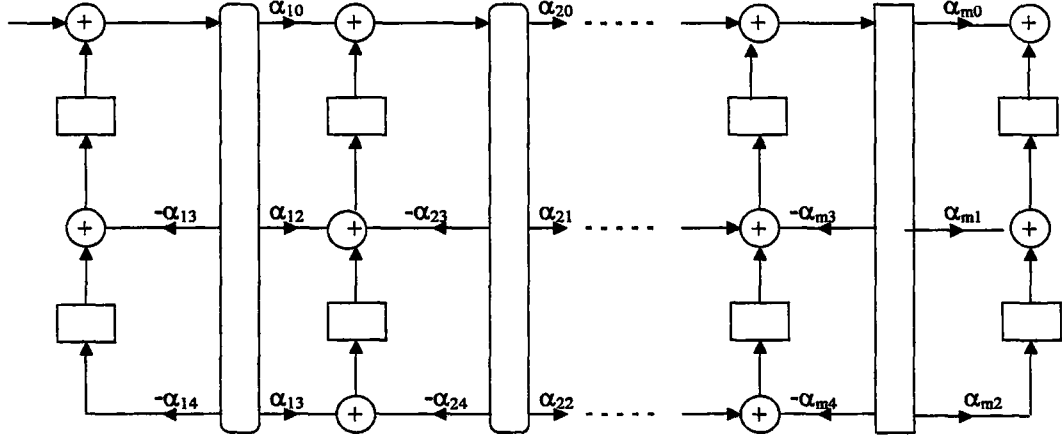 + α10 + α20 + αm0 +
+ -α13 α12 + -α23 α21 + -αm3 αm1 +
-α14 α13 + -α24 α22 + -αm4 αm2